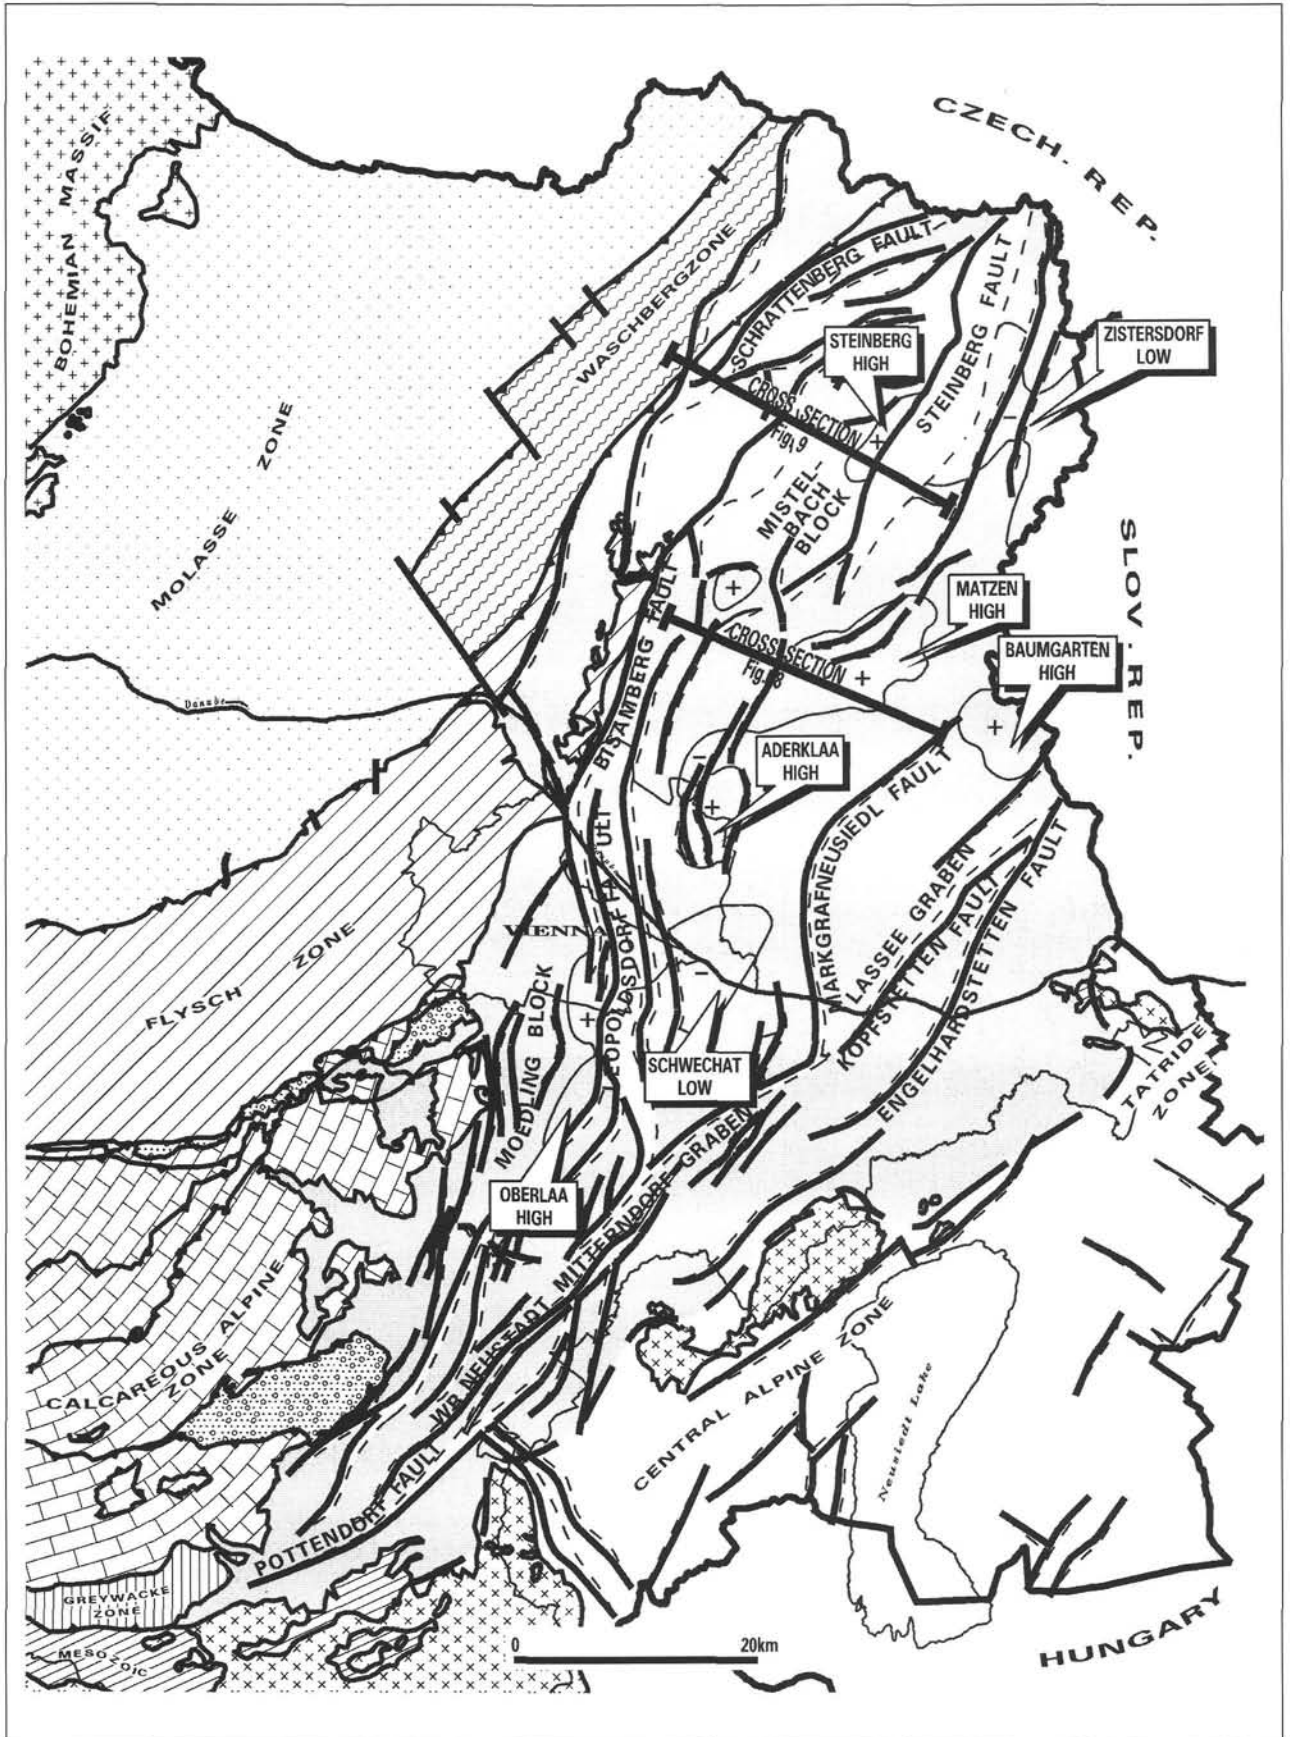 CZECH. REP.
BOHEMIAN MASSIF
WASCHBERGZONE
SCHRATTENBERG FAULT
STEINBERG FAULT
STEINBERG
HIGH
ZISTERSDORF
LOW
CROSS SECTION
Fig. 9
MOLASSE ZONE
MISTEL-
BACH
BLOCK
SLOV. REP.
MATZEN
HIGH
BAUMGARTEN
HIGH
BISAMBERG FAULT
CROSS SECTION
Fig. 8
Danube
ADERKLAA
HIGH
MARKGRAFNEUSIEDL FAULT
LASSEE GRABEN
KOPFSTETTEN FAULT
ENGELHARDSTETTEN FAULT
VIENNA
LEOPOLDSDORF FAULT
FLYSCH ZONE
MOEDLING BLOCK
SCHWECHAT
LOW
TATRIDE
ZONE
OBERLAA
HIGH
WR. NEUSTADT MITTERNDORF GRABEN
CALCAREOUS ALPINE
ZONE
CENTRAL ALPINE ZONE
Neusiedl Lake
POTTENDORF FAULT
GREYWACKE
ZONE
MESOZOIC
0 20km
HUNGARY